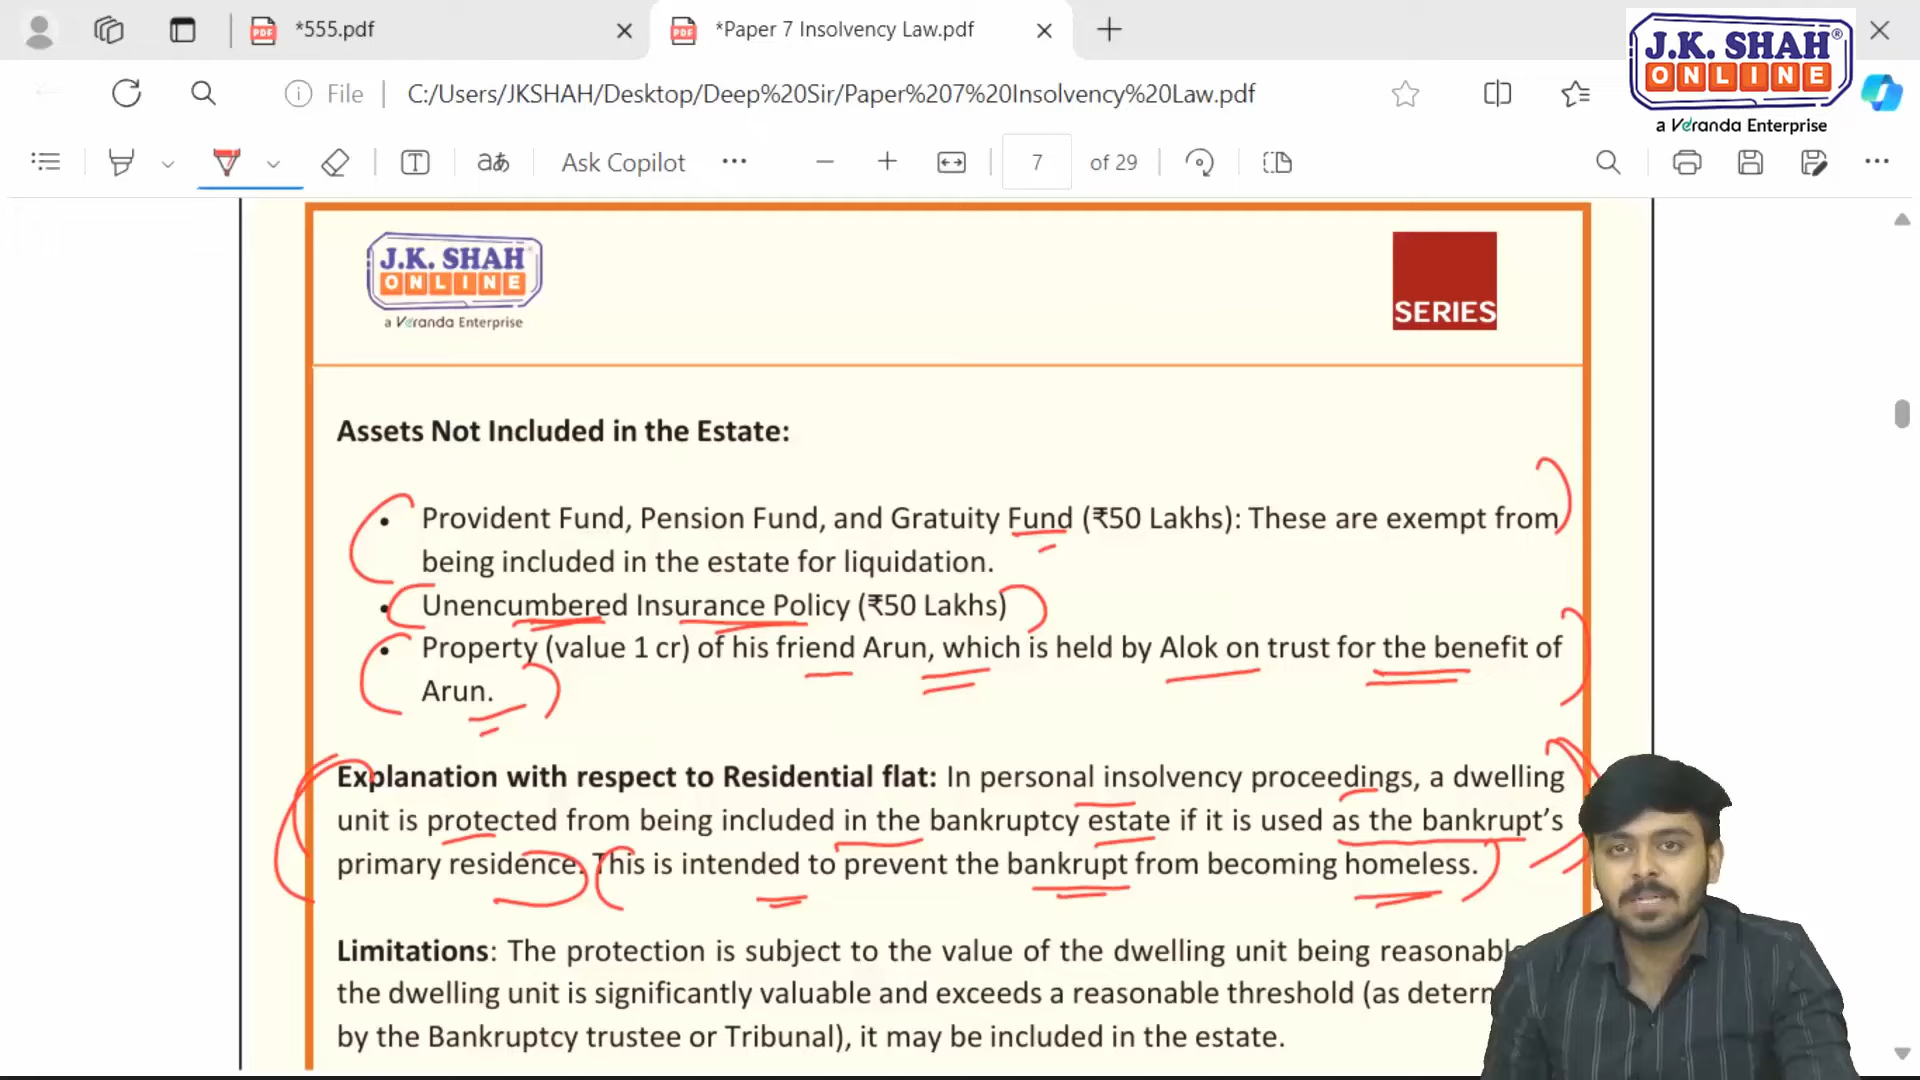 *555.pdf
*Paper 7 Insolvency Law.pdf
J.K. SHAH®
ONLINE
a Veranda Enterprise
File
C:/Users/JKSHAH/Desktop/Deep%20Sir/Paper%207%20Insolvency%20Law.pdf
Ask Copilot
7 of 29
J.K. SHAH
ONLINE
a Veranda Enterprise
SERIES
Assets Not Included in the Estate:
• Provident Fund, Pension Fund, and Gratuity Fund (₹50 Lakhs): These are exempt from
being included in the estate for liquidation.
• Unencumbered Insurance Policy (₹50 Lakhs)
• Property (value 1 cr) of his friend Arun, which is held by Alok on trust for the benefit of
Arun.
Explanation with respect to Residential flat: In personal insolvency proceedings, a dwelling
unit is protected from being included in the bankruptcy estate if it is used as the bankrupt’s
primary residence. This is intended to prevent the bankrupt from becoming homeless.
Limitations: The protection is subject to the value of the dwelling unit being
the dwelling unit is significantly valuable and exceeds a reasonable threshold (as
by the Bankruptcy trustee or Tribunal), it may be included in the estate.